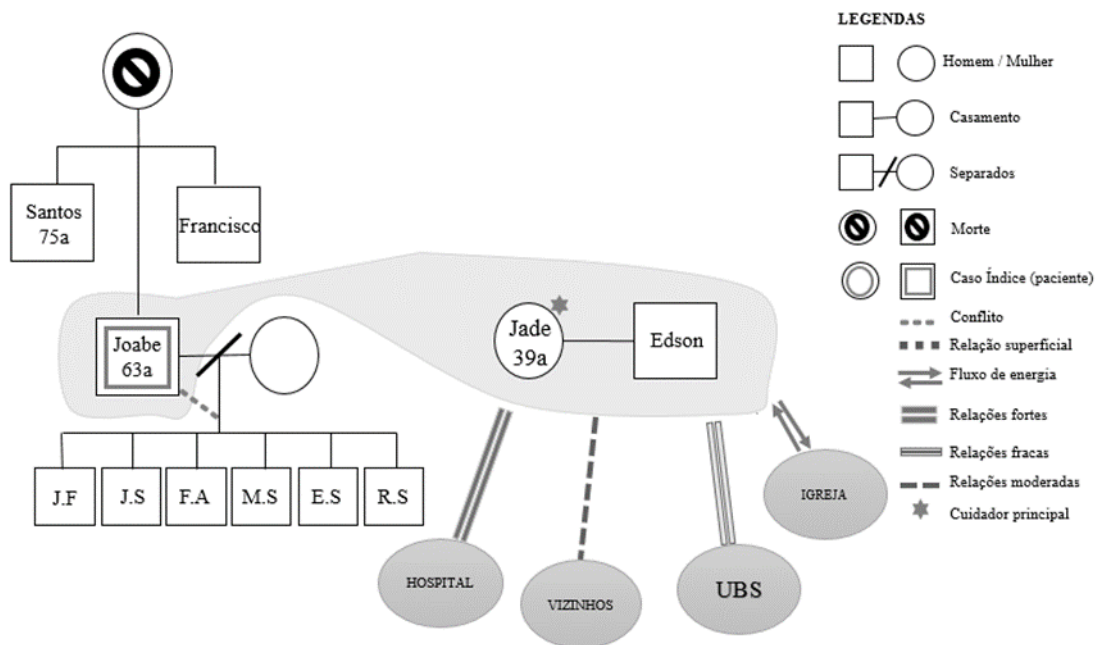 Santos
75a
Francisco
Joabe
63a
Jade
39a
Edson
J.F
J.S
F.A
M.S
E.S
R.S
HOSPITAL
VIZINHOS
UBS
IGREJA
LEGENDAS
Homem / Mulher
Casamento
Separados
Morte
Caso Índice (paciente)
Conflito
Relação superficial
Fluxo de energia
Relações fortes
Relações fracas
Relações moderadas
Cuidador principal